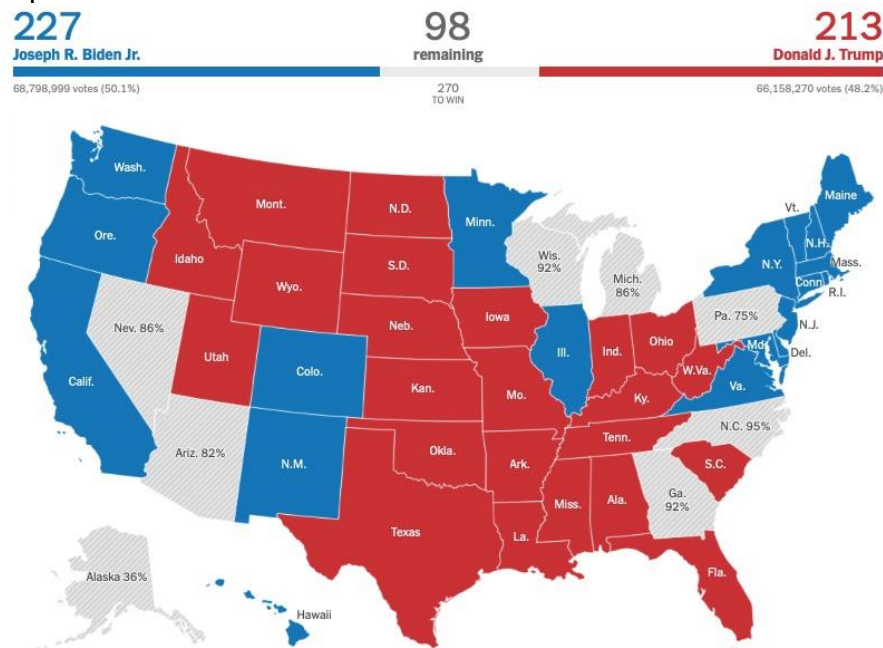 227
98
213
Joseph R. Biden Jr.
remaining
Donald J. Trump
68,798,999 votes (50.1%)
270
TO WIN
66,158,270 votes (48.2%)
Wash.
Ore.
Calif.
Nev. 86%
Idaho
Mont.
Wyo.
Utah
Ariz. 82%
Colo.
N.M.
N.D.
S.D.
Neb.
Kan.
Okla.
Texas
Minn.
Iowa
Mo.
Ark.
La.
Wis.
92%
Ill.
Mich.
86%
Ind.
Ohio
Ky.
Tenn.
Miss.
Ala.
Ga.
92%
Fla.
S.C.
N.C. 95%
Va.
W.Va.
Pa. 75%
Md.
Del.
N.J.
N.Y.
Conn.
R.I.
Mass.
Vt.
N.H.
Maine
Alaska 36%
Hawaii